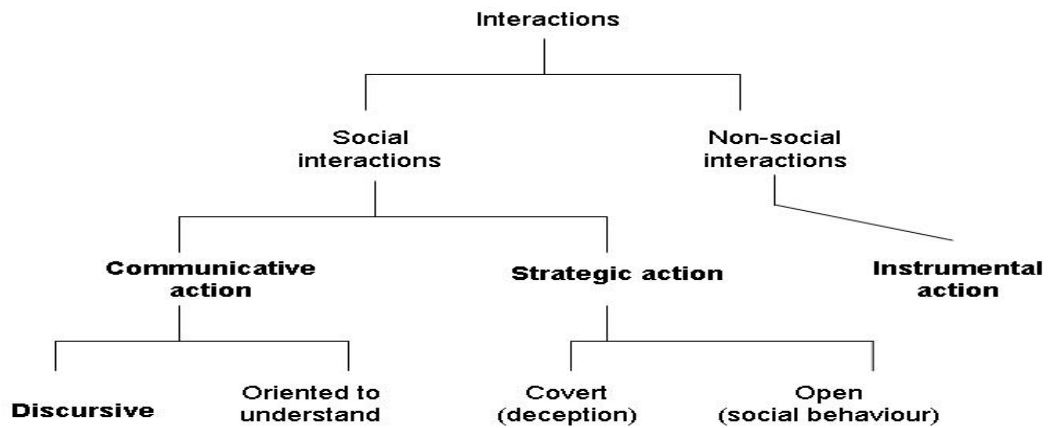 Interactions
Social
interactions
Non-social
interactions
Communicative
action
Strategic action
Instrumental
action
Discursive
Oriented to
understand
Covert
(deception)
Open
(social behaviour)